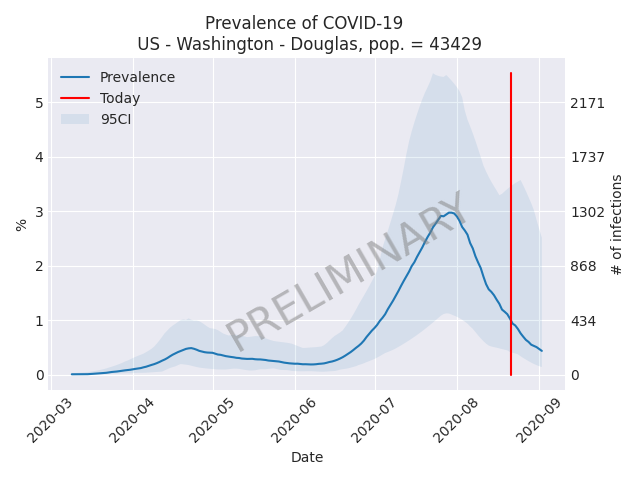 Prevalence of COVID-19
US - Washington - Douglas, pop. = 43429
Prevalence
Today
95CI
PRELIMINARY
%
5
4
3
2
1
0
2171
1737
1302
868
434
0
# of infections
2020-03
2020-04
2020-05
2020-06
2020-07
2020-08
2020-09
Date